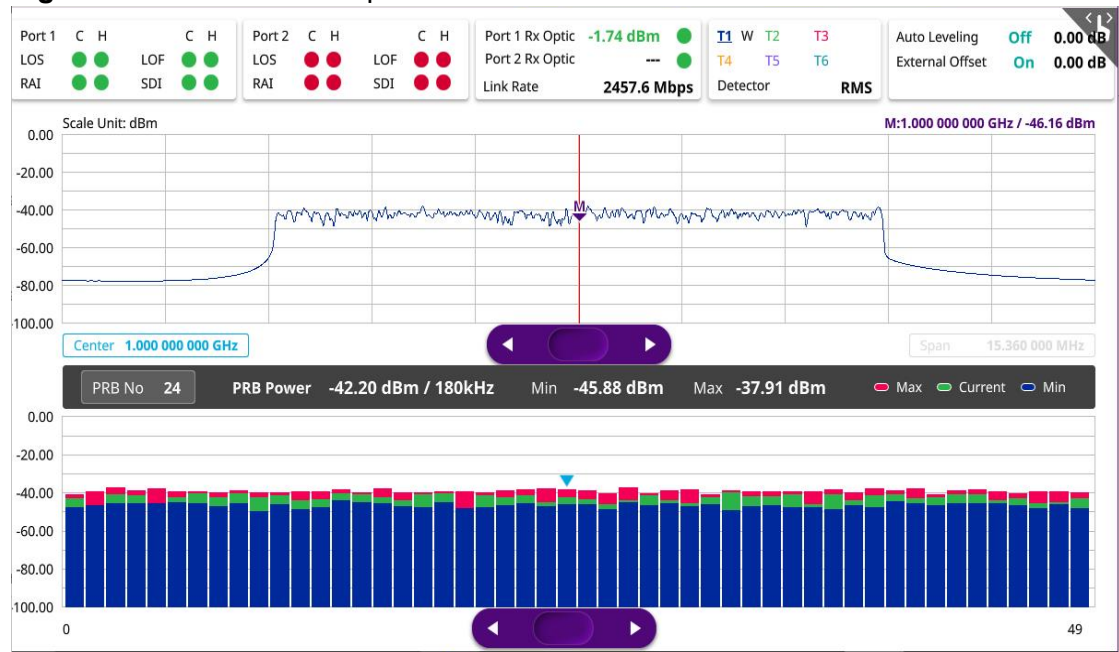 Port 1 C H C H
LOS LOF
RAI SDI
Port 2 C H C H
LOS LOF
RAI SDI
Port 1 Rx Optic -1.74 dBm
Port 2 Rx Optic ---
Link Rate 2457.6 Mbps
T1 W T2 T3
T4 T5 T6
Detector RMS
Auto Leveling Off 0.00 dB
External Offset On 0.00 dB
Scale Unit: dBm M:1.000 000 000 GHz / -46.16 dBm
0.00
-20.00
M
-40.00
-60.00
-80.00
100.00
Center 1.000 000 000 GHz Span 15.360 000 MHz
PRB No 24 PRB Power -42.20 dBm / 180kHz Min -45.88 dBm Max -37.91 dBm Max Current Min
0.00
-20.00
-40.00
-60.00
-80.00
100.00
0 49